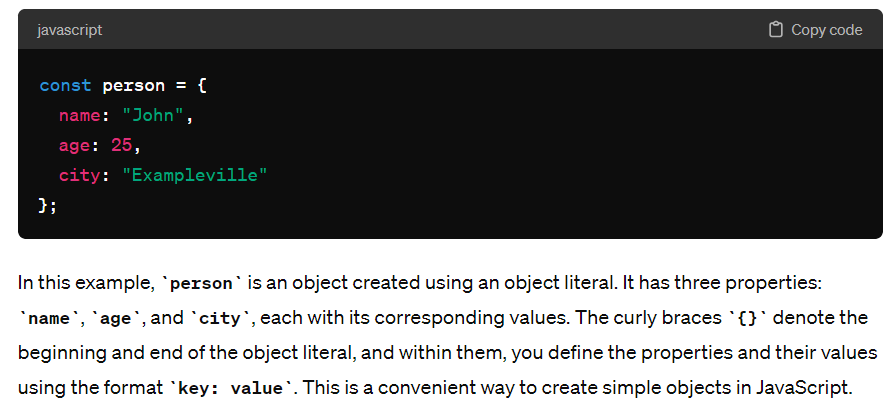 javascript Copy code
const person = {
  name: "John",
  age: 25,
  city: "Exampleville"
};
In this example, `person` is an object created using an object literal. It has three properties:
`name`, `age`, and `city`, each with its corresponding values. The curly braces `{}` denote the
beginning and end of the object literal, and within them, you define the properties and their values
using the format `key: value`. This is a convenient way to create simple objects in JavaScript.